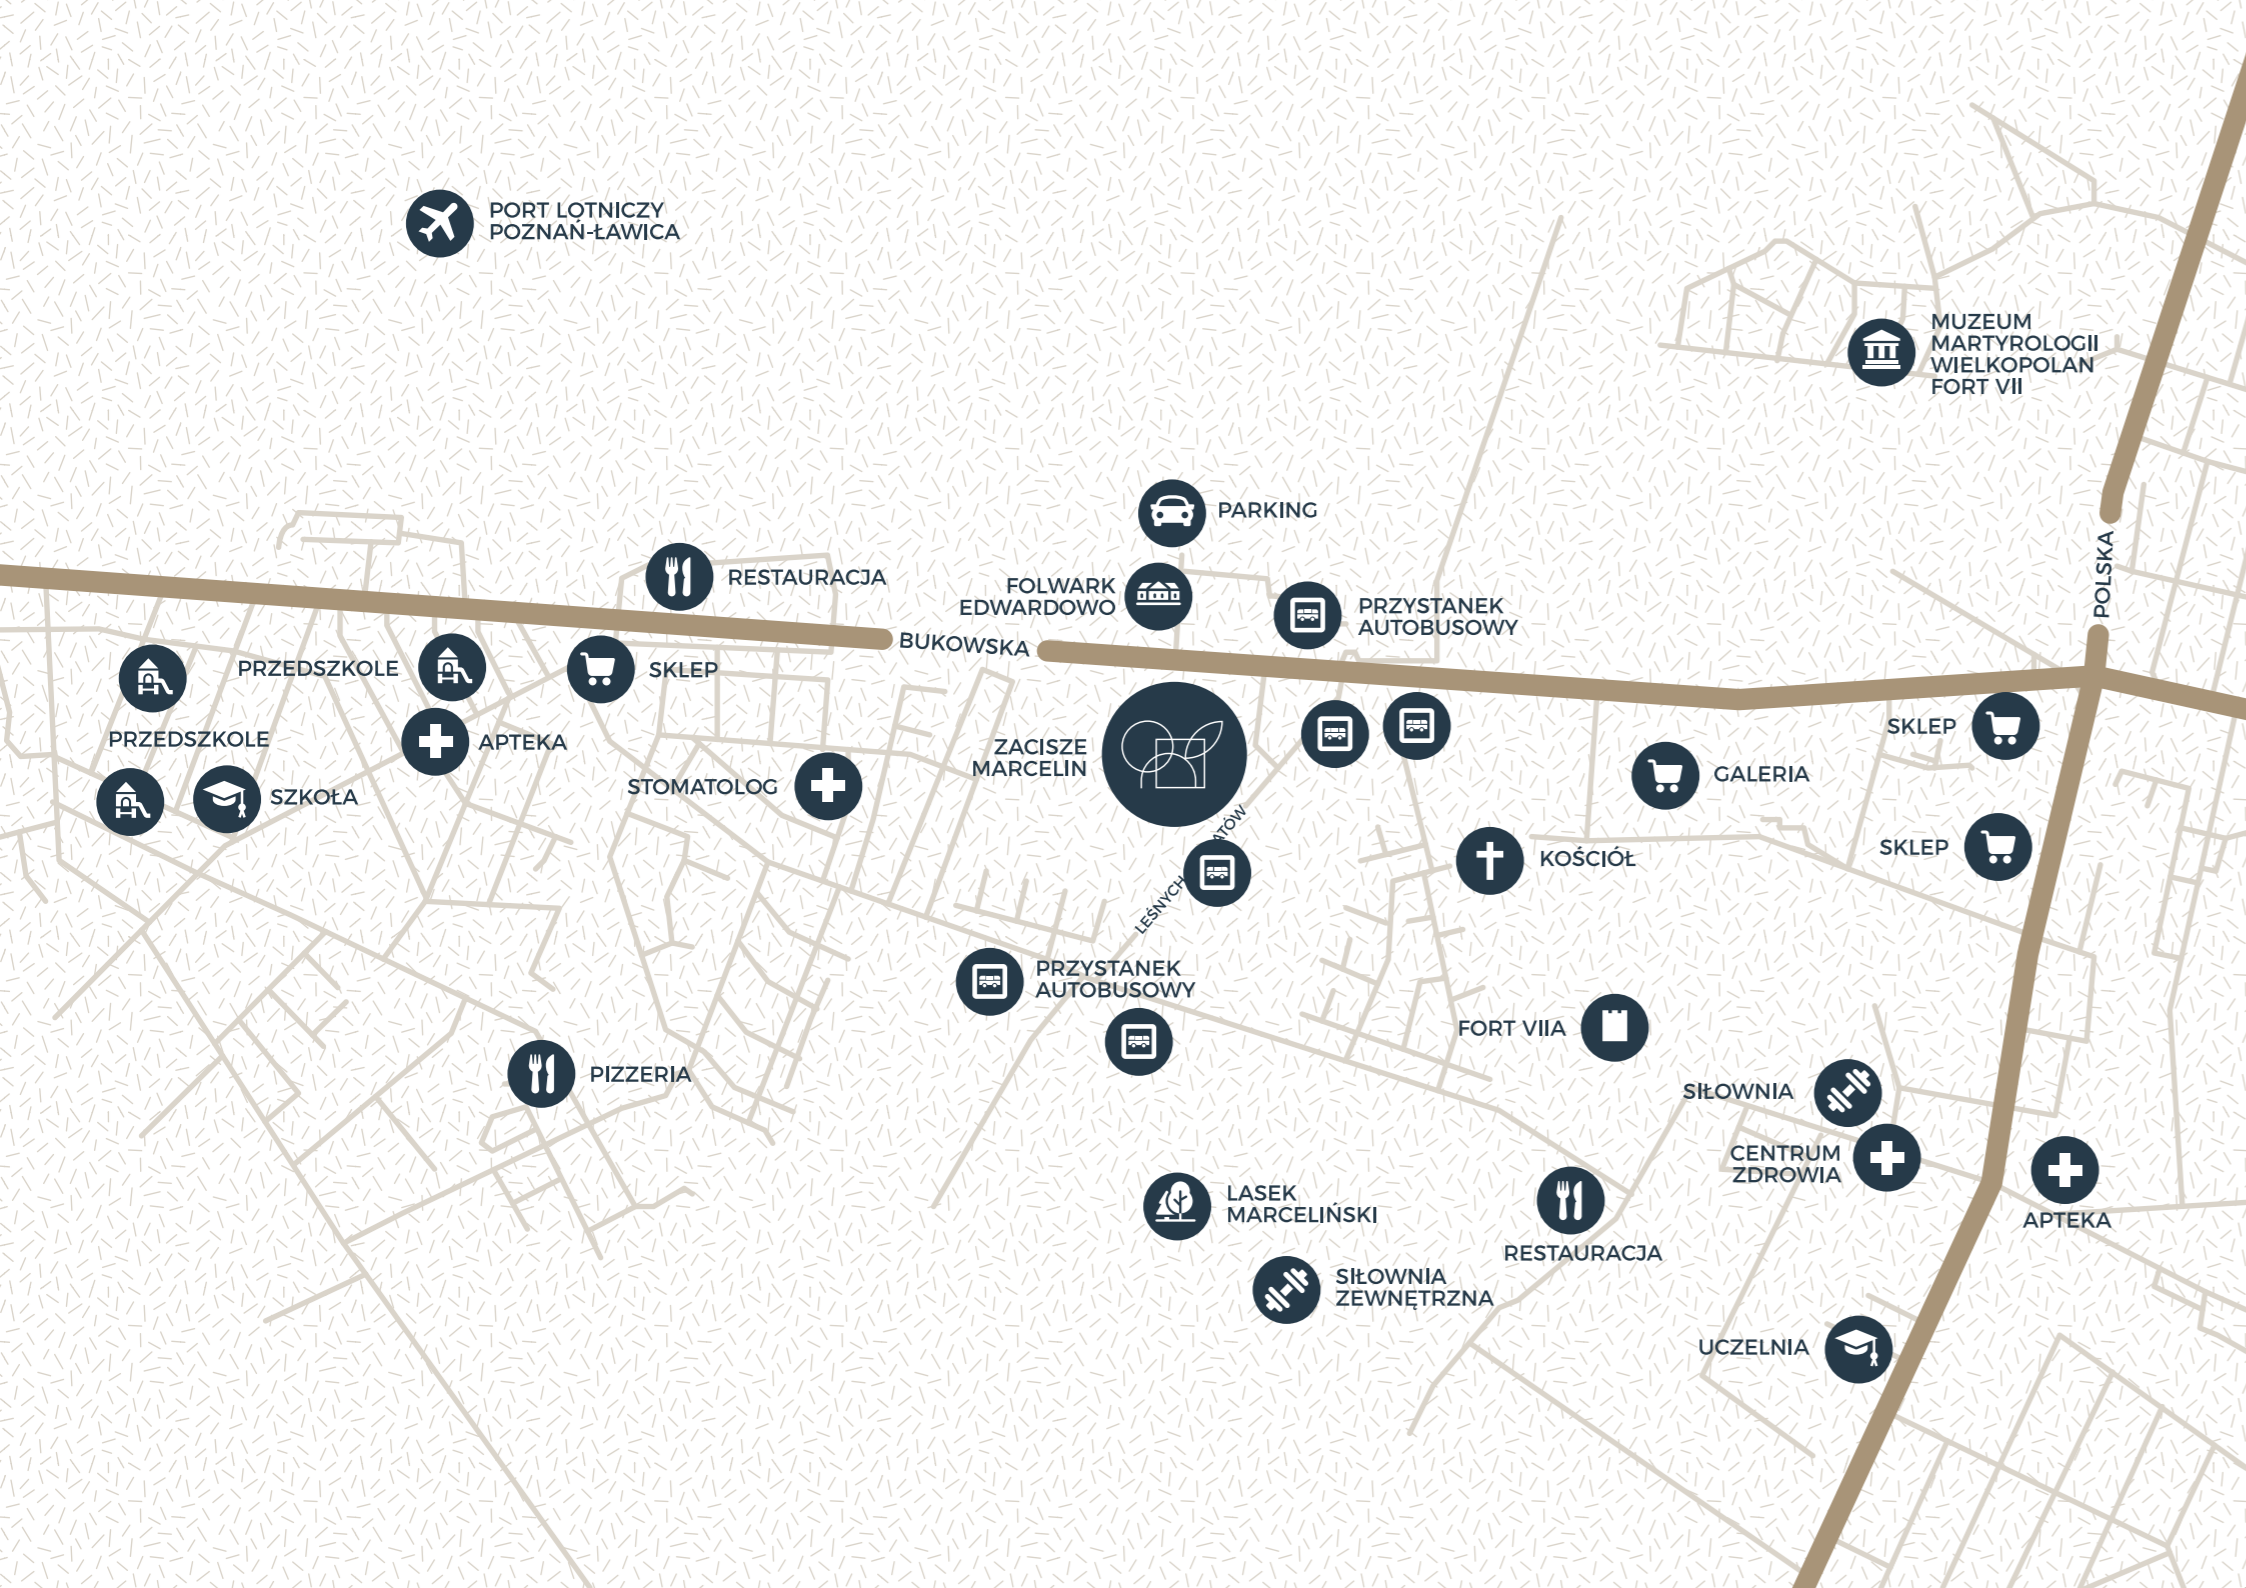 PORT LOTNICZY
POZNAŃ-ŁAWICA
MUZEUM
MARTYROLOGII
WIELKOPOLAN
FORT VII
PARKING
POLSKA
RESTAURACJA
FOLWARK
EDWARDOWO
PRZYSTANEK
AUTOBUSOWY
BUKOWSKA
PRZEDSZKOLE
SKLEP
PRZEDSZKOLE
APTEKA
SKLEP
ZACISZE
MARCELIN
GALERIA
STOMATOLOG
SZKOŁA
SKLEP
KOŚCIÓŁ
LEŚNYCH
PRZYSTANEK
AUTOBUSOWY
FORT VIIA
PIZZERIA
SIŁOWNIA
CENTRUM
ZDROWIA
LASEK
MARCELIŃSKI
APTEKA
RESTAURACJA
SIŁOWNIA
ZEWNĘTRZNA
UCZELNIA